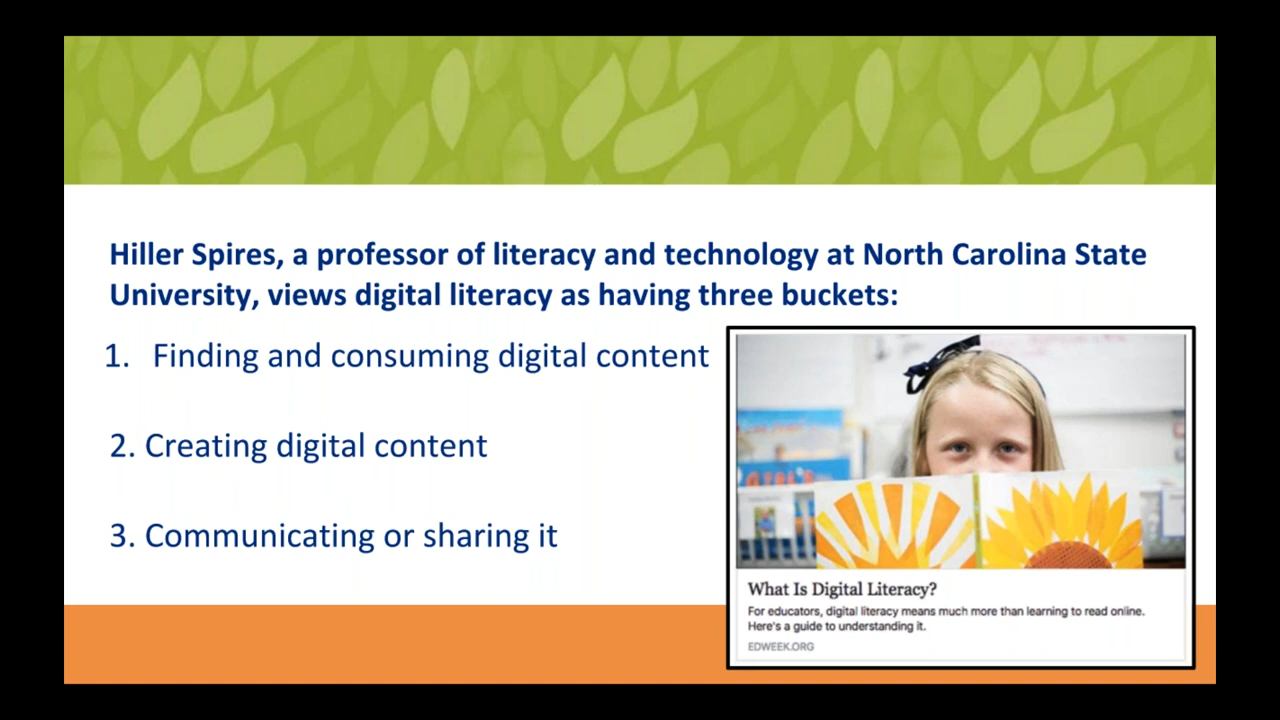 Hiller Spires, a professor of literacy and technology at North Carolina State
University, views digital literacy as having three buckets:
1. Finding and consuming digital content
2. Creating digital content
3. Communicating or sharing it
What Is Digital Literacy?
For educators, digital literacy means much more than learning to read online.
Here's a guide to understanding it.
EDWEEK.ORG